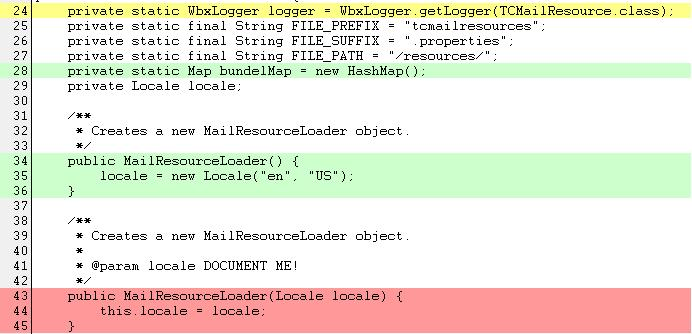 24 private static WbxLogger logger = WbxLogger.getLogger(TCMailResource.class);
25 private static final String FILE_PREFIX = "tcmailresources";
26 private static final String FILE_SUFFIX = ".properties";
27 private static final String FILE_PATH = "/resources/";
28 private static Map bundelMap = new HashMap();
29 private Locale locale;
30
31 /**
32 * Creates a new MailResourceLoader object.
33 */
34 public MailResourceLoader() {
35 locale = new Locale("en", "US");
36 }
37
38 /**
39 * Creates a new MailResourceLoader object.
40 *
41 * @param locale DOCUMENT ME!
42 */
43 public MailResourceLoader(Locale locale) {
44 this.locale = locale;
45 }